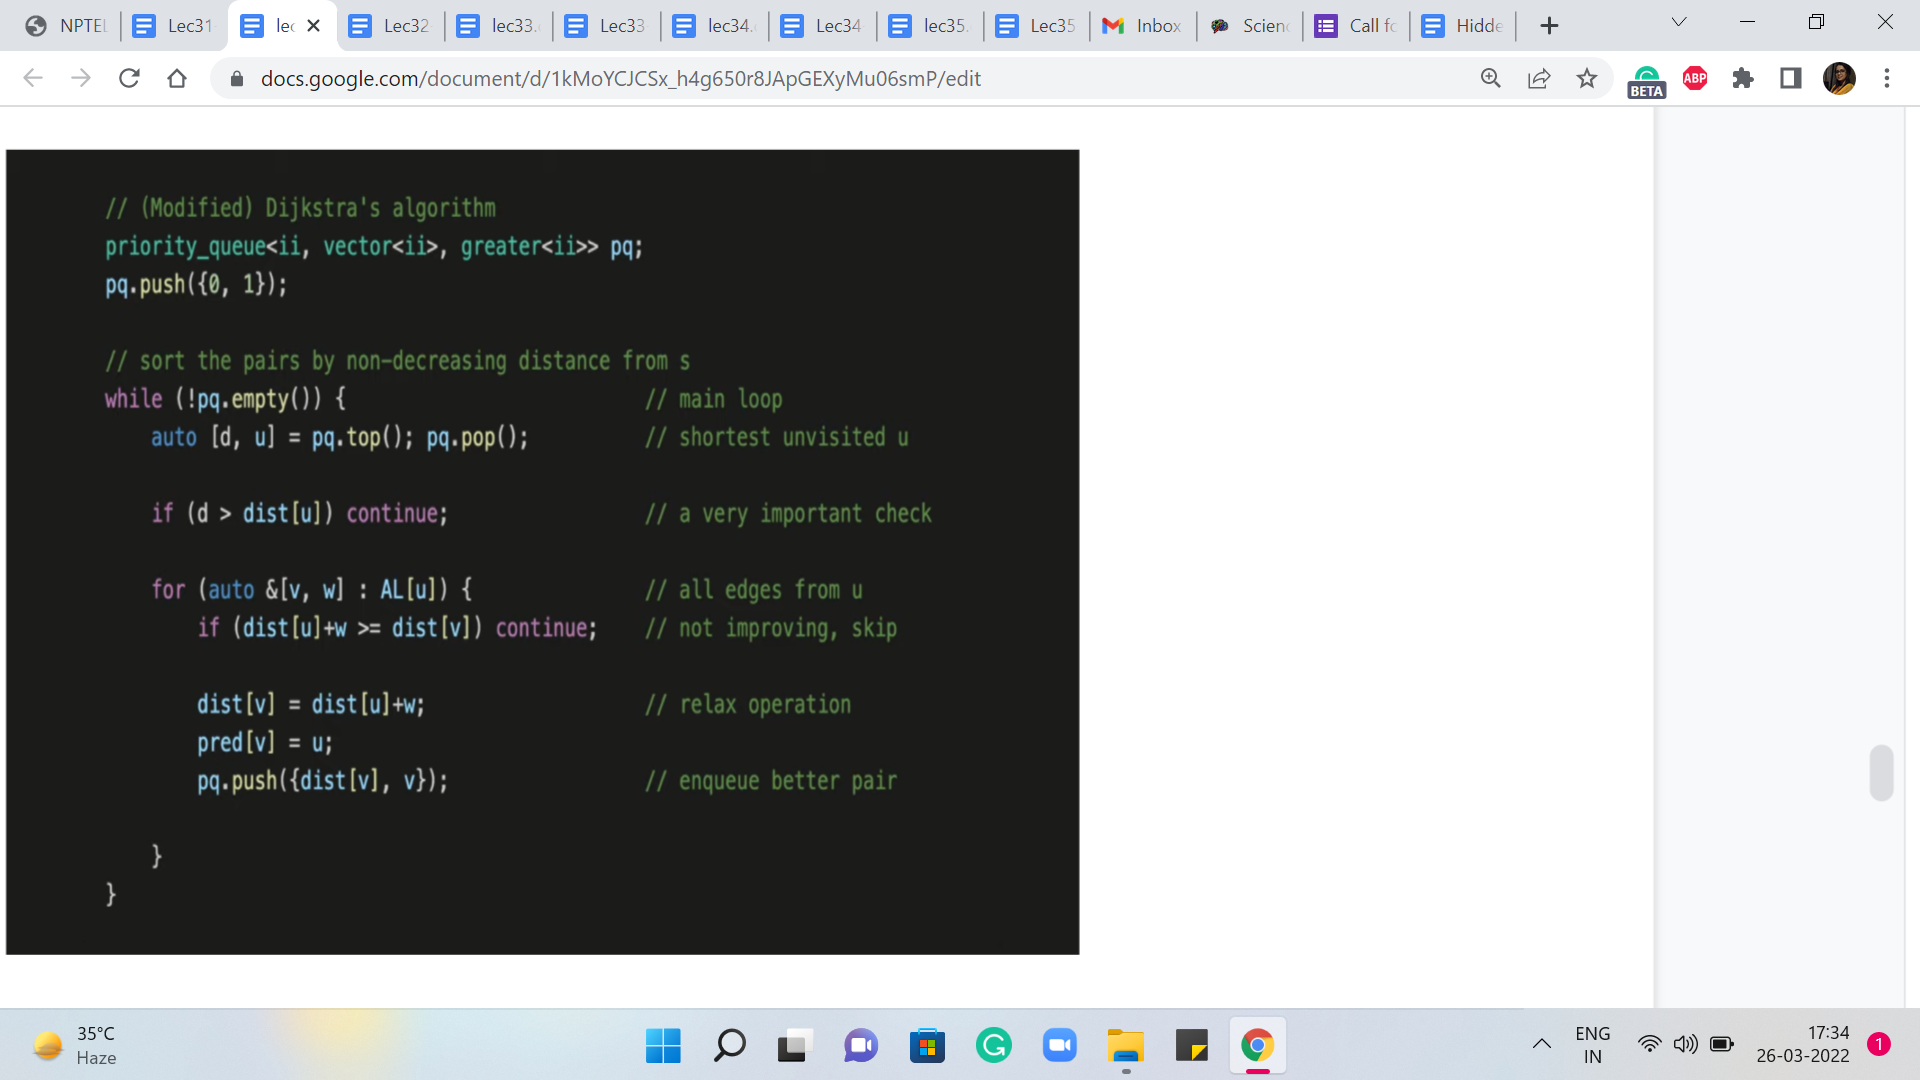 NPTEL
Lec31
lec
Lec32
lec33.
Lec33
lec34.
Lec34
lec35.
Lec35
Inbox
Scienc
Call fo
Hidde
docs.google.com/document/d/1kMoYCJCSx_h4g650r8JApGEXyMu06smP/edit
BETA
ABP
// (Modified) Dijkstra's algorithm
priority_queue<ii, vector<ii>, greater<ii>> pq;
pq.push({0, 1});
// sort the pairs by non-decreasing distance from s
while (!pq.empty()) { // main loop
auto [d, u] = pq.top(); pq.pop(); // shortest unvisited u
if (d > dist[u]) continue; // a very important check
for (auto &[v, w] : AL[u]) { // all edges from u
if (dist[u]+w >= dist[v]) continue; // not improving, skip
dist[v] = dist[u]+w; // relax operation
pred[v] = u;
pq.push({dist[v], v}); // enqueue better pair
}
}
35°C
Haze
ENG
IN
17:34
26-03-2022
1